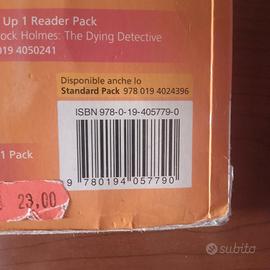 Up 1 Reader Pack
ock Holmes: The Dying Detective
019 4050241
Disponibile anche lo
Standard Pack 978 019 4024396
ISBN 978-0-19-405779-0
1 Pack
9 780194 057790
23,00
subito